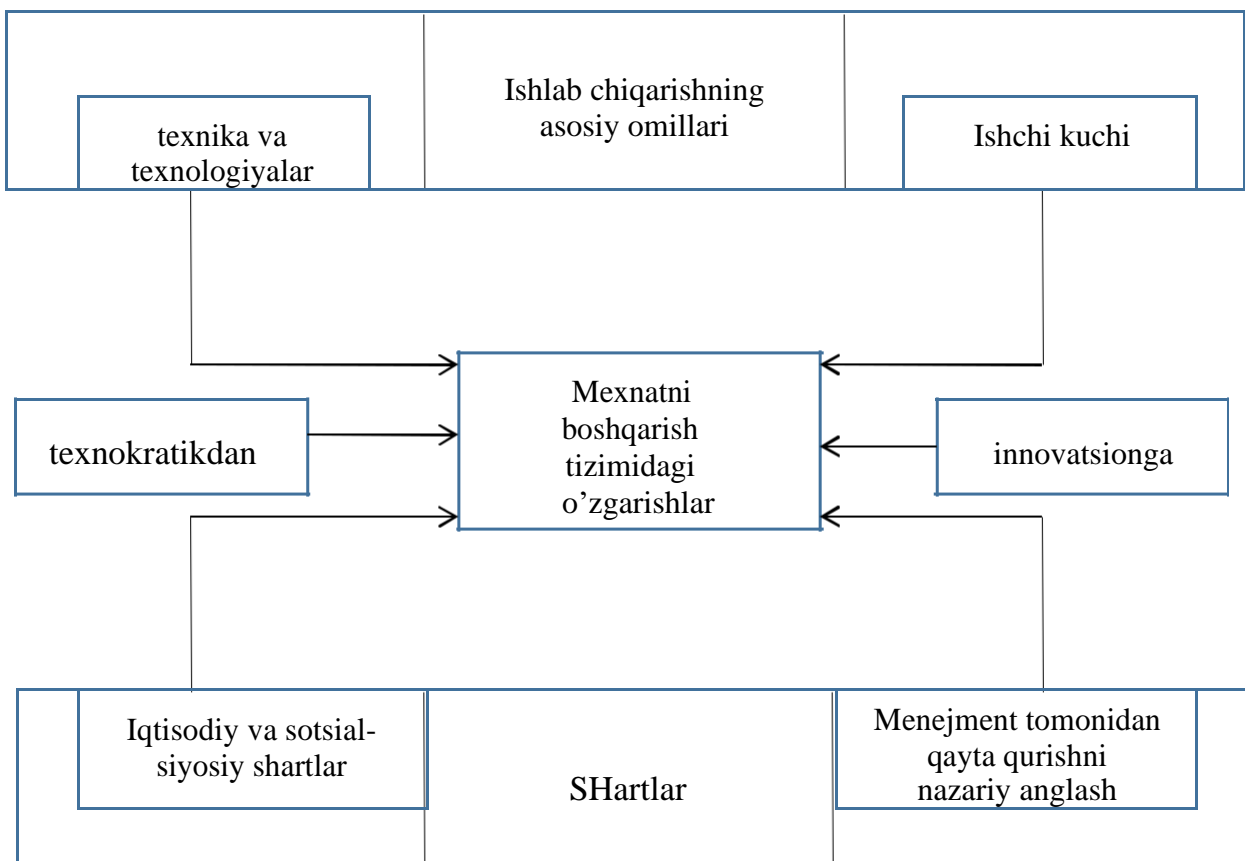 texnika va
texnologiyalar
Ishlab chiqarishning
asosiy omillari
Ishchi kuchi
texnokratikdan
Mexnatni
boshqarish
tizimidagi
o’zgarishlar
innovatsionga
Iqtisodiy va sotsial-
siyosiy shartlar
SHartlar
Menejment tomonidan
qayta qurishni
nazariy anglash